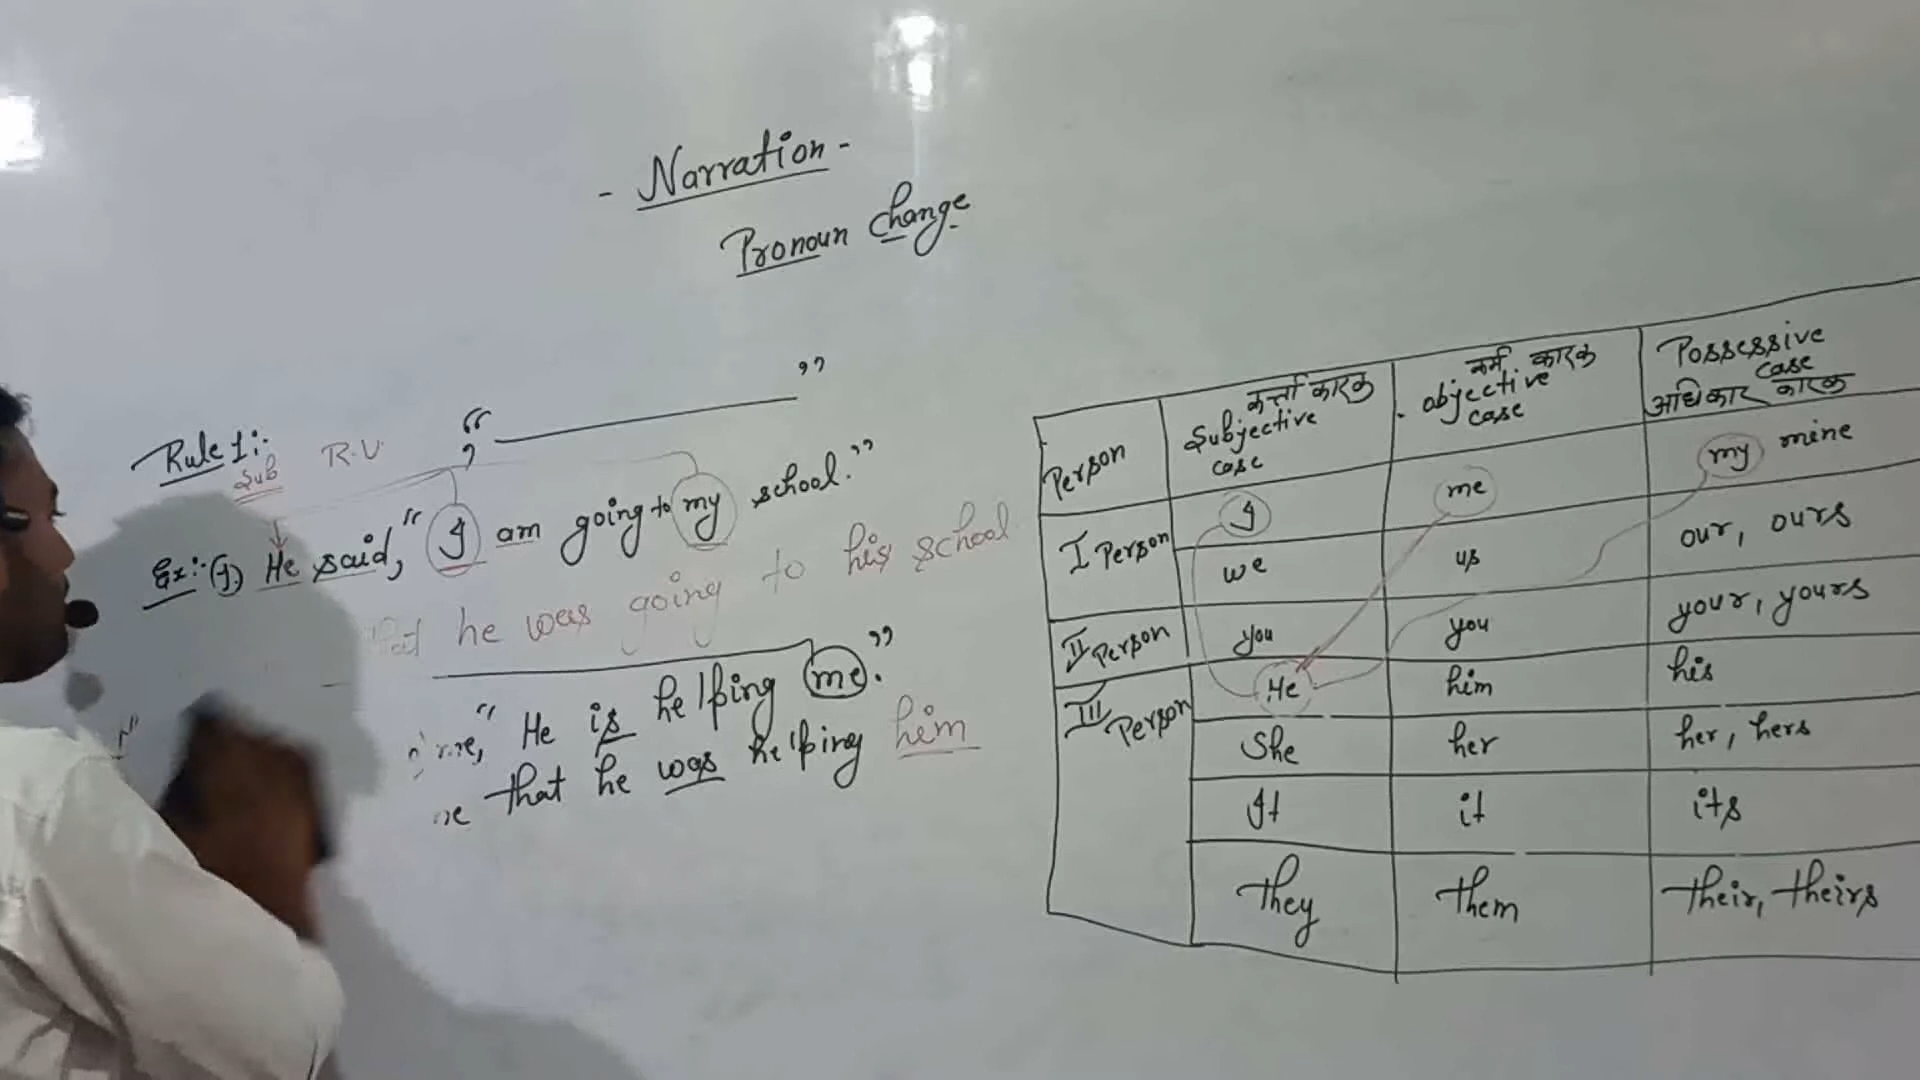 - Narration -
Pronoun change
Rule 1:-
Sub R.V. , “ ”
Ex:- (1) He said, “I am going to my school.”
he was going to his school
me, “He is helping me.”
that he was helping him
Person
कर्त्ता कारक
Subjective case
कर्म कारक
objective case
Possessive case
अधिकार कारक
I Person
I me my mine
we us our, ours
II Person
you you your, yours
III Person
He him his
She her her, hers
It it its
They them their, theirs